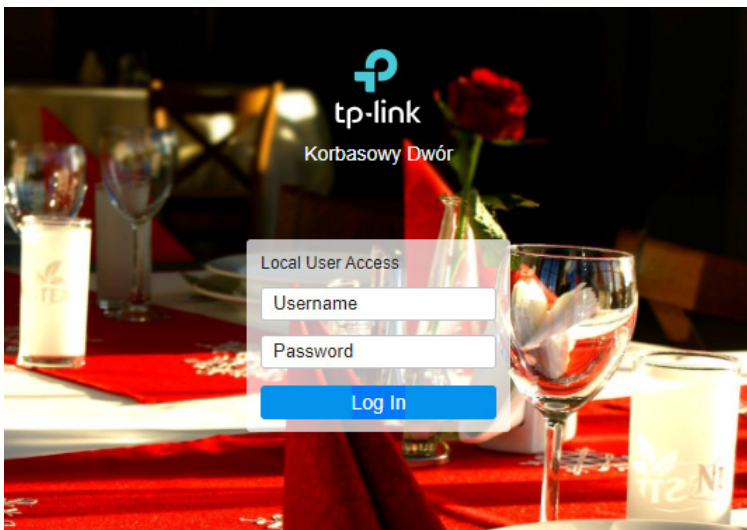 tp-link
Korbasowy Dwór
Local User Access
Username
Password
Log In